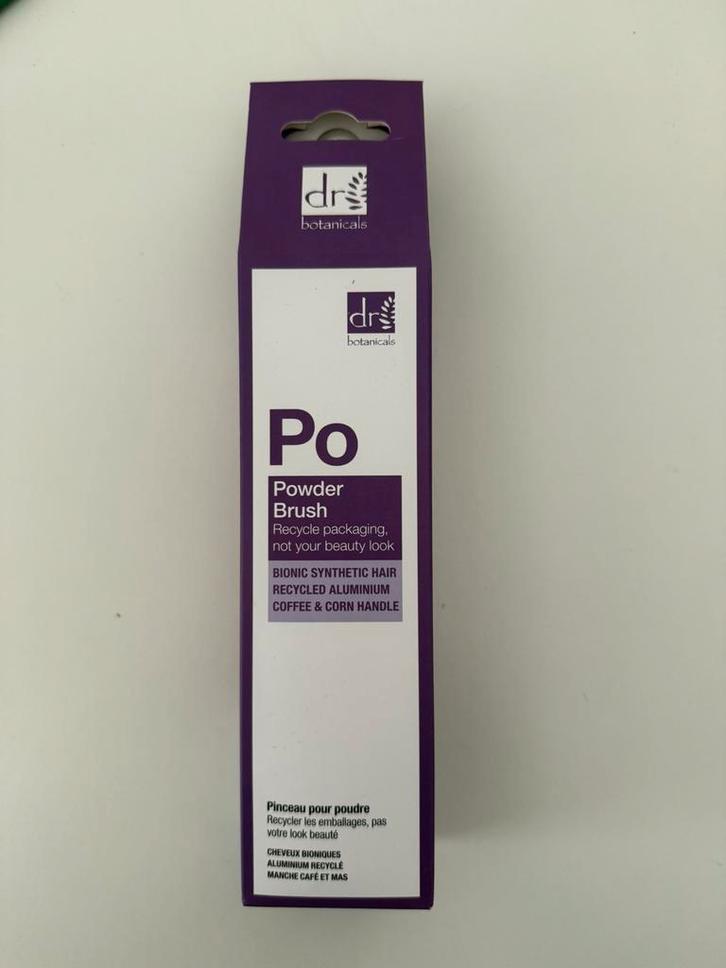 dr
botanicals
dr
botanicals
Po
Powder
Brush
Recycle packaging,
not your beauty look
BIONIC SYNTHETIC HAIR
RECYCLED ALUMINIUM
COFFEE & CORN HANDLE
Pinceau pour poudre
Recycler les emballages, pas
votre look beauté
CHEVEUX BIONIQUES
ALUMINIUM RECYCLÉ
MANCHE CAFÉ ET MAS